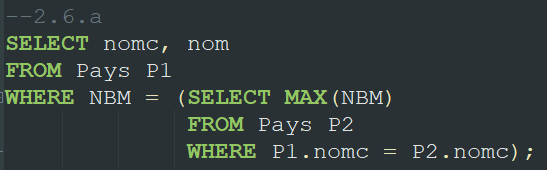 --2.6.a
SELECT nomc, nom
FROM Pays P1
WHERE NBM = (SELECT MAX(NBM)
FROM Pays P2
WHERE P1.nomc = P2.nomc);